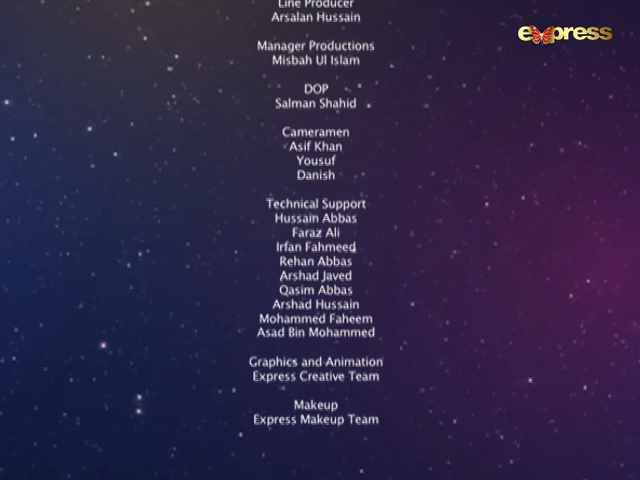 Line Producer
Arsalan Hussain
express
Manager Productions
Misbah Ul Islam
DOP
Salman Shahid
Cameramen
Asif Khan
Yousuf
Danish
Technical Support
Hussain Abbas
Faraz Ali
Irfan Fahmeed
Rehan Abbas
Arshad Javed
Qasim Abbas
Arshad Hussain
Mohammed Faheem
Asad Bin Mohammed
Graphics and Animation
Express Creative Team
Makeup
Express Makeup Team